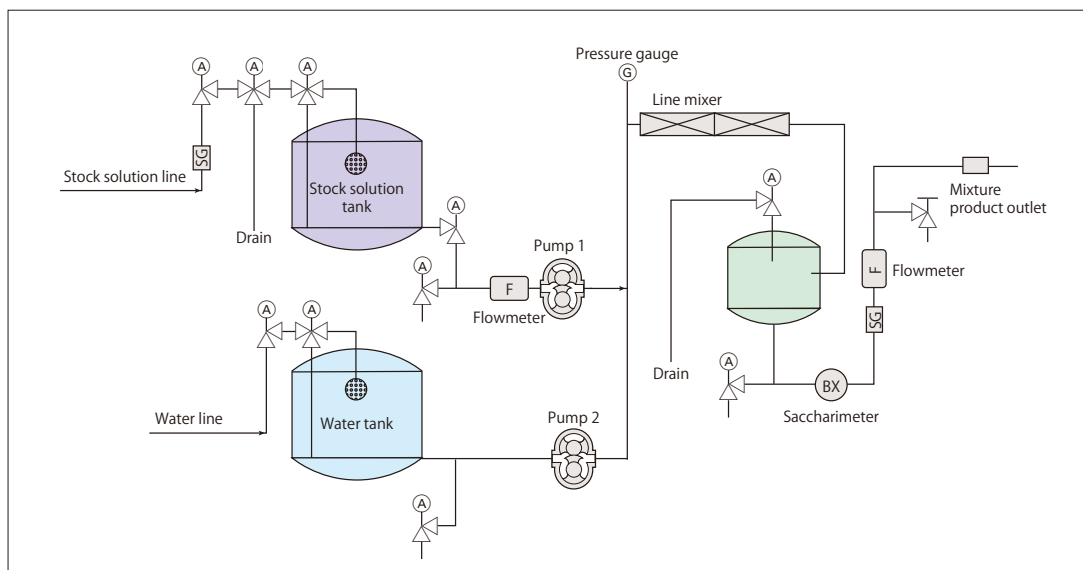 Pressure gauge
G
A
A
A
Line mixer
SG
Stock solution line
Stock solution
tank
A
Mixture
product outlet
A
Drain
Pump 1
A
F
Flowmeter
F
Flowmeter
A
A
SG
Drain
A
BX
Saccharimeter
Water line
Water tank
Pump 2
A